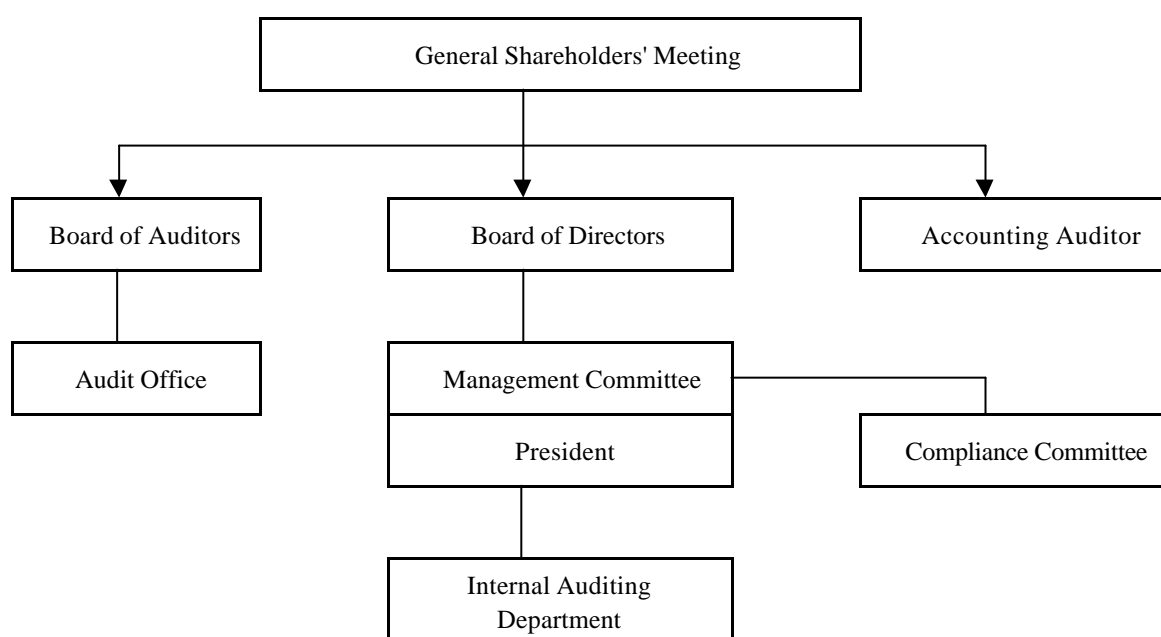 General Shareholders' Meeting
Board of Auditors
Board of Directors
Accounting Auditor
Audit Office
Management Committee
President
Compliance Committee
Internal Auditing
Department